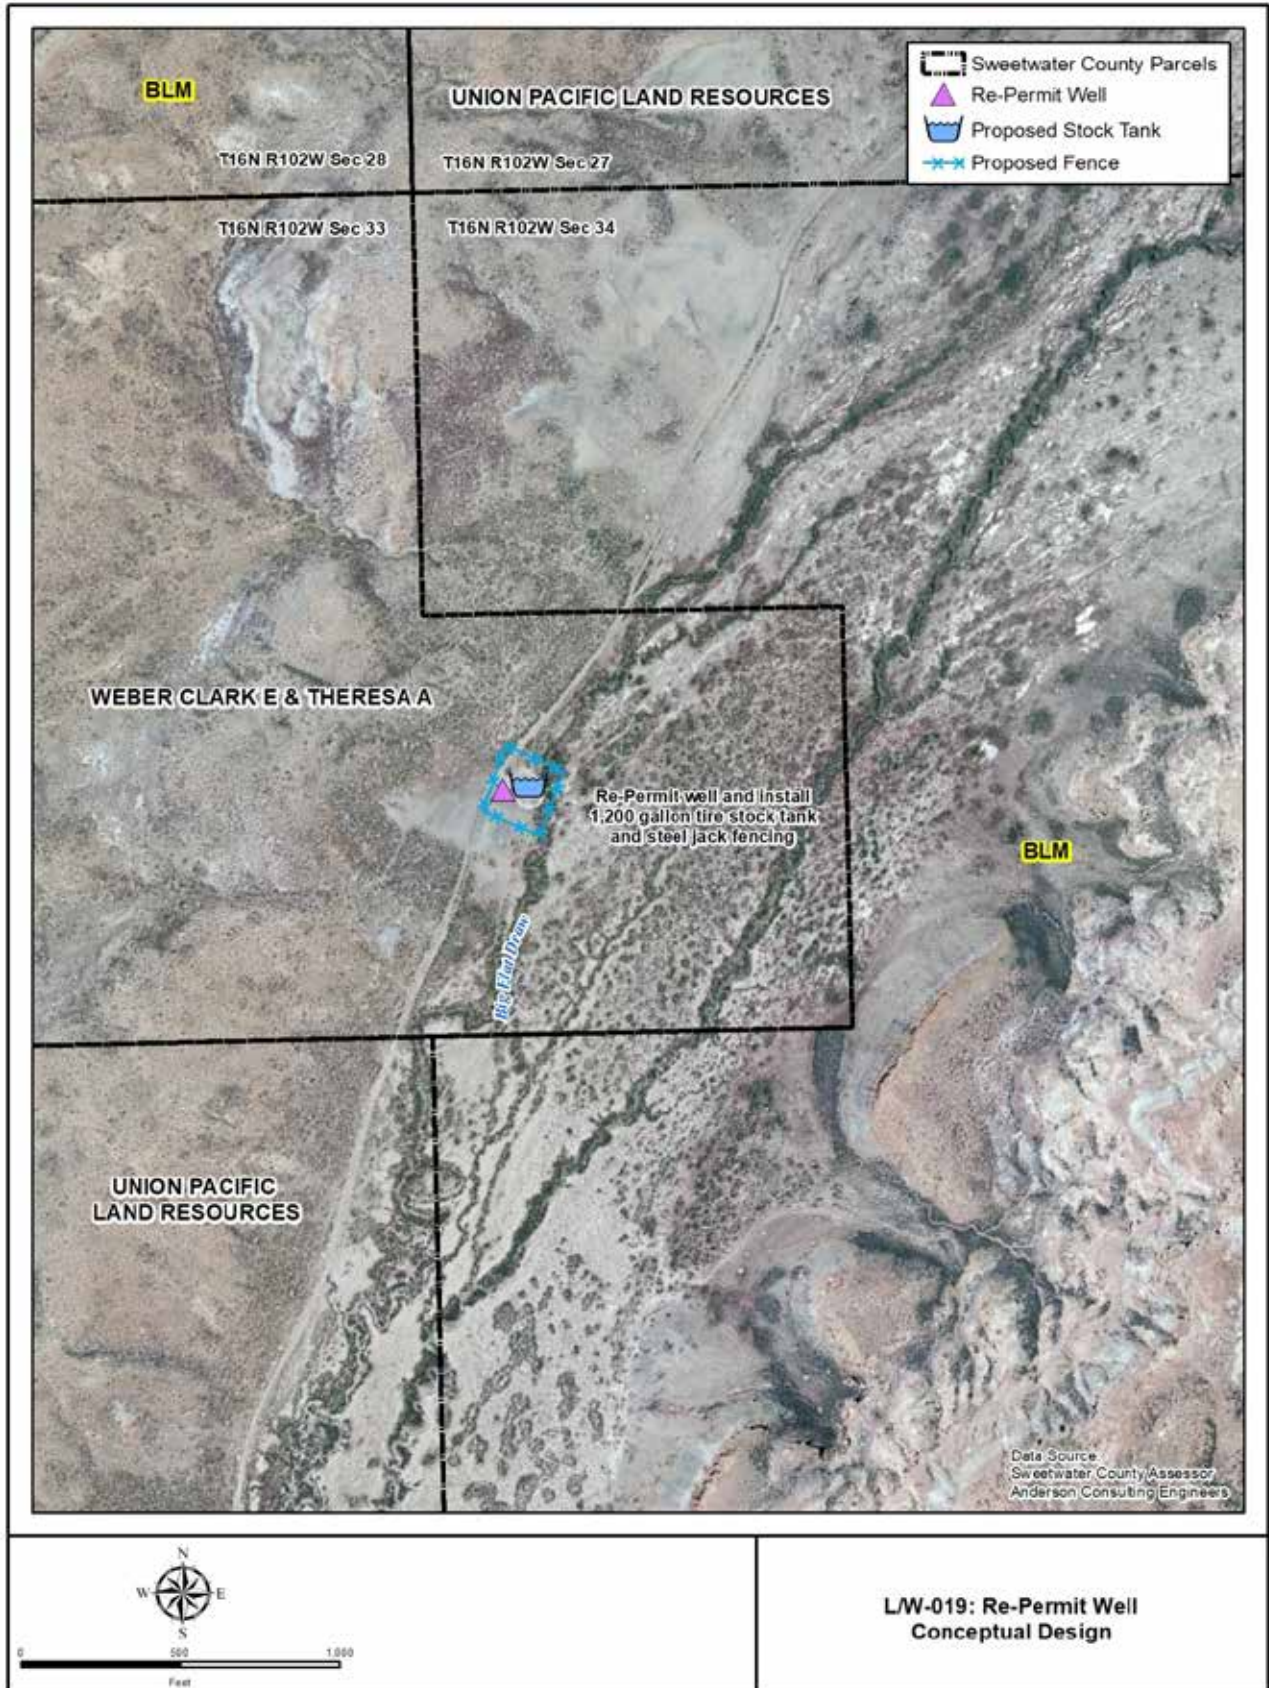 BLM
UNION PACIFIC LAND RESOURCES
Sweetwater County Parcels
Re-Permit Well
Proposed Stock Tank
Proposed Fence
T16N R102W Sec 28
T16N R102W Sec 27
T16N R102W Sec 33
T16N R102W Sec 34
WEBER CLARK E & THERESA A
Re-Permit well and install
1,200 gallon tire stock tank
and steel jack fencing
BLM
Big Flat Draw
UNION PACIFIC
LAND RESOURCES
Data Source:
Sweetwater County Assessor
Anderson Consulting Engineers
N
W
E
S
0 500 1,000
Feet
L/W-019: Re-Permit Well
Conceptual Design